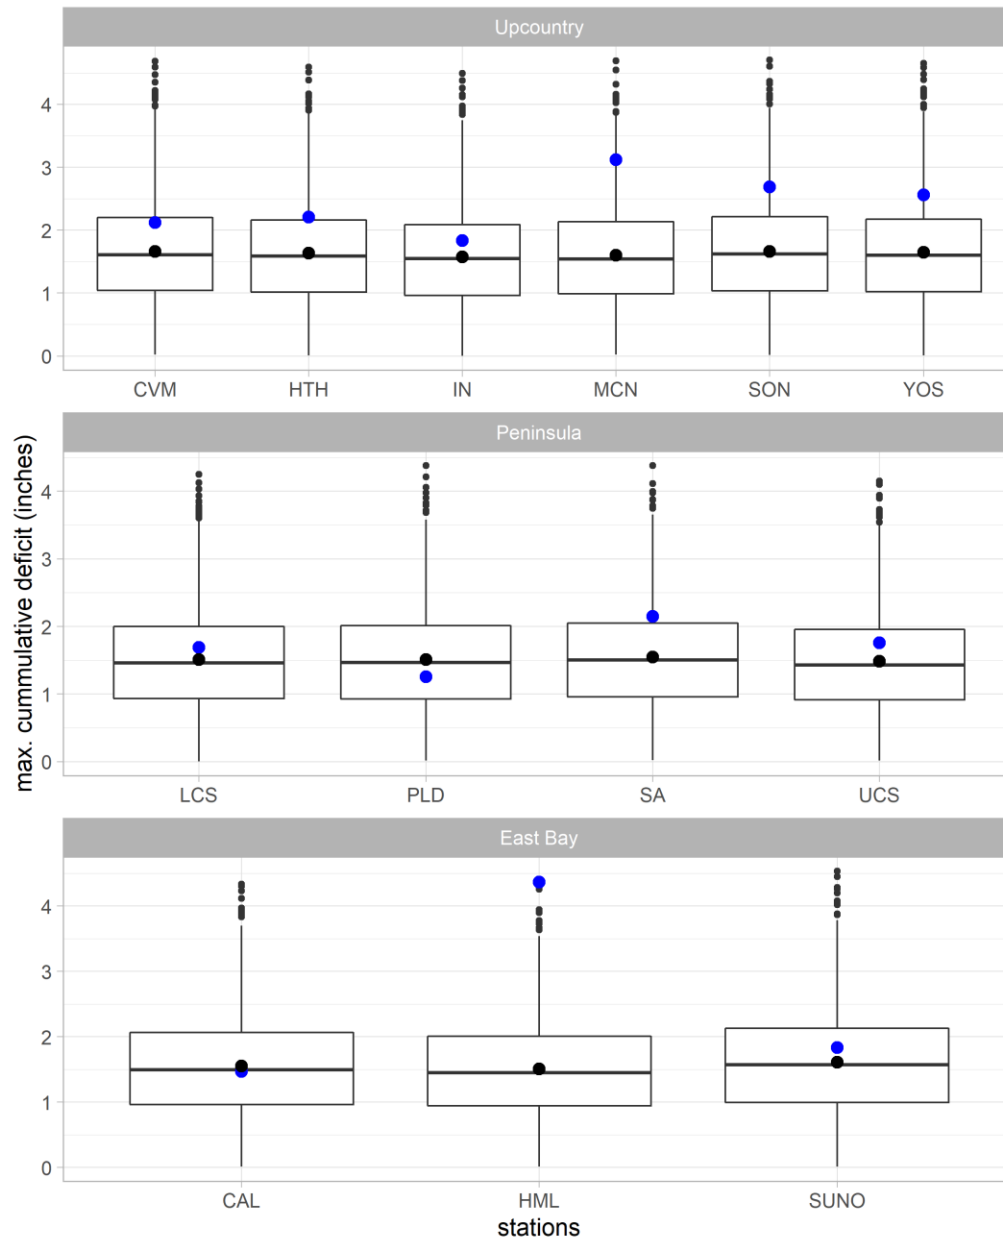 Upcountry
4
3
2
1
0
CVM HTH IN MCN SON YOS
Peninsula
4
3
2
1
0
LCS PLD SA UCS
max. cummulative deficit (inches)
East Bay
4
3
2
1
0
CAL HML SUNO
stations